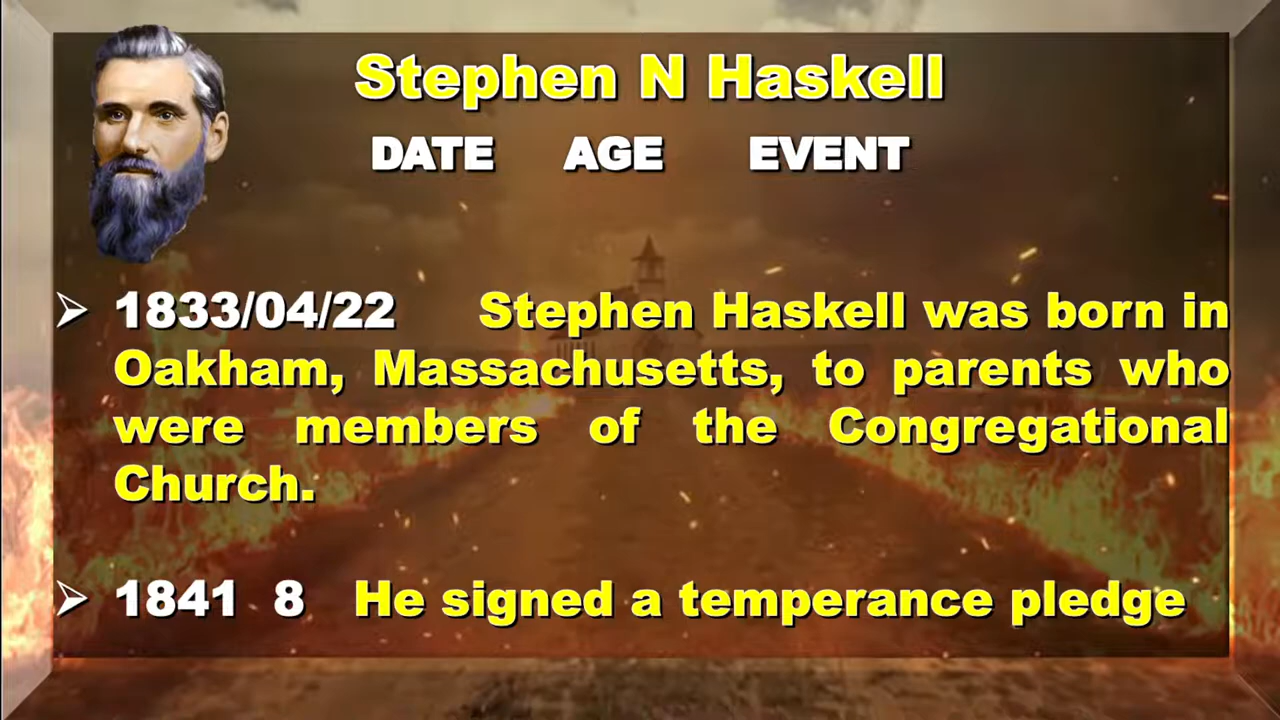 Stephen N Haskell
DATE AGE EVENT
1833/04/22 Stephen Haskell was born in
Oakham, Massachusetts, to parents who
were members of the Congregational
Church.
1841 8 He signed a temperance pledge